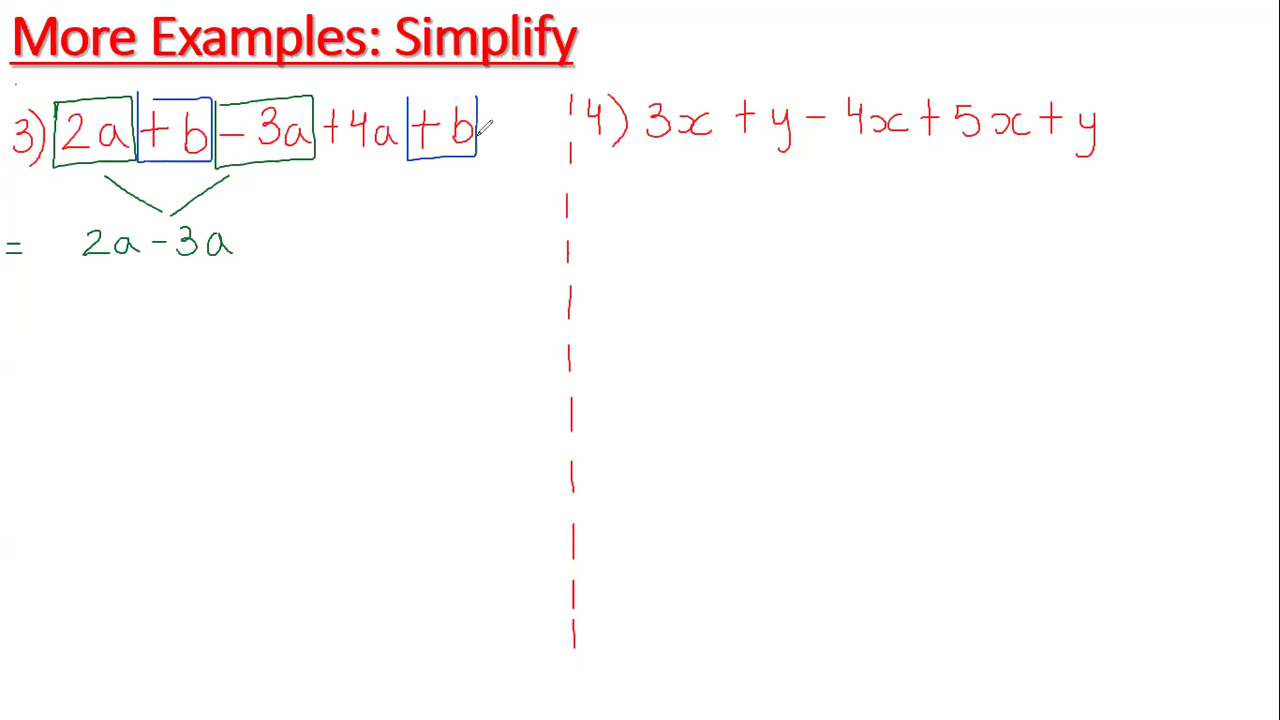 More Examples: Simplify
3) 2a + b - 3a + 4a + b
= 2a - 3a
4) 3x + y - 4x + 5x + y